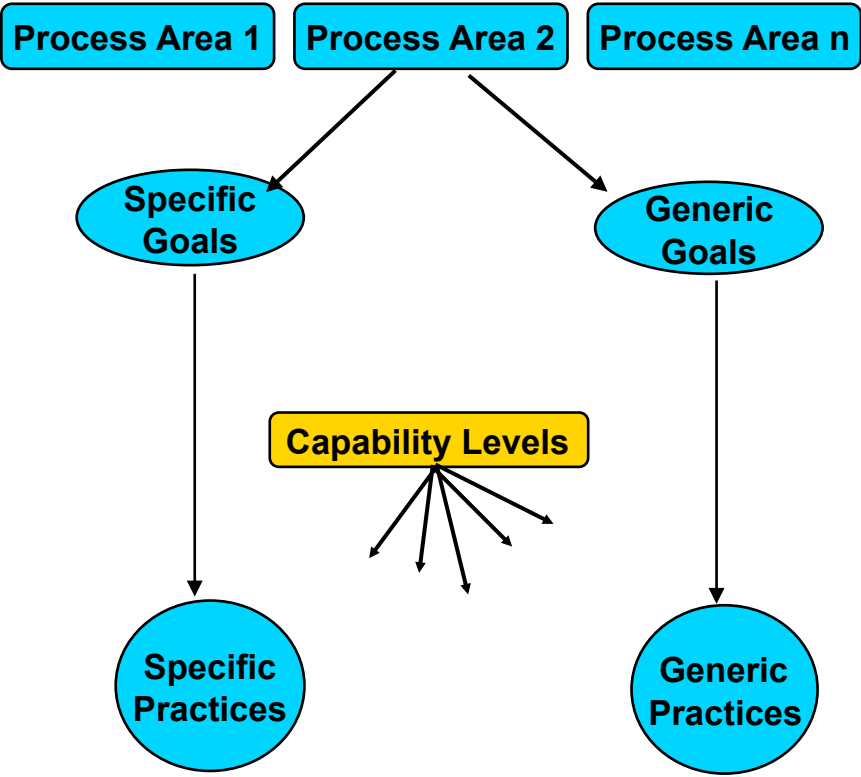 Process Area 1
Process Area 2
Process Area n
Specific
Goals
Generic
Goals
Capability Levels
Specific
Practices
Generic
Practices